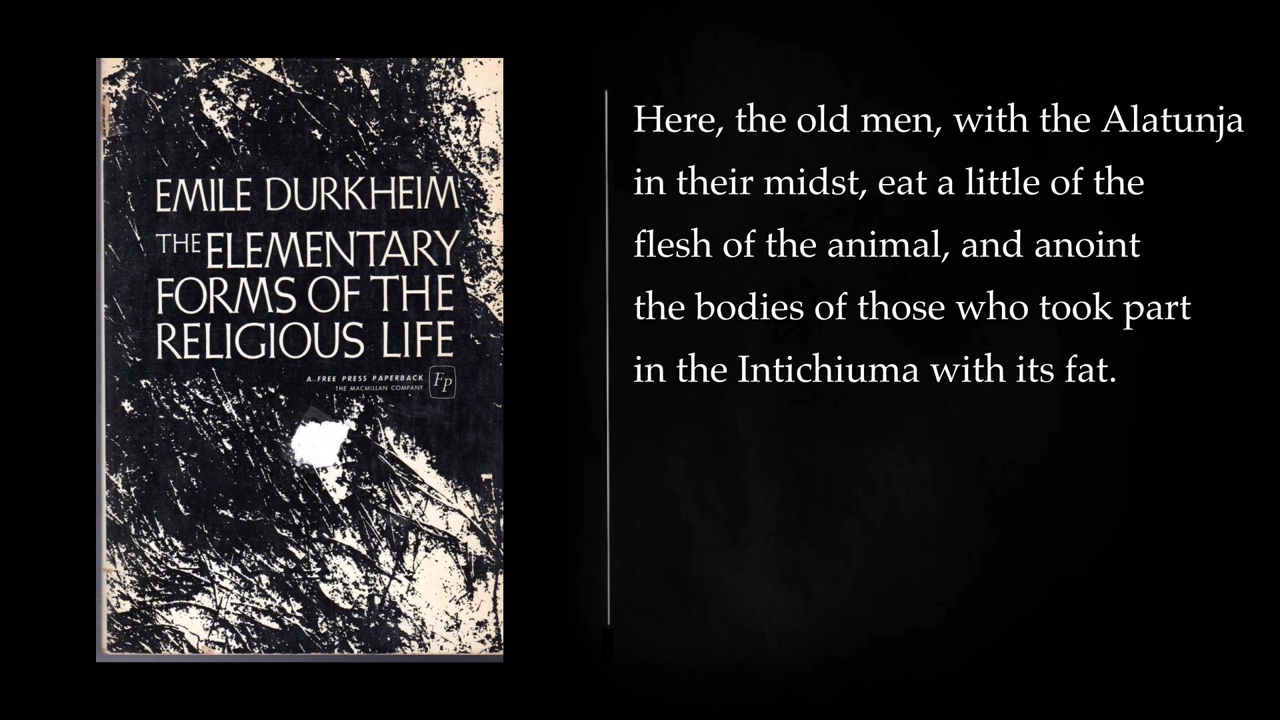 EMILE DURKHEIM
THE ELEMENTARY
FORMS OF THE
RELIGIOUS LIFE
A FREE PRESS PAPERBACK
THE MACMILLAN COMPANY
FP
Here, the old men, with the Alatunja
in their midst, eat a little of the
flesh of the animal, and anoint
the bodies of those who took part
in the Intichiuma with its fat.